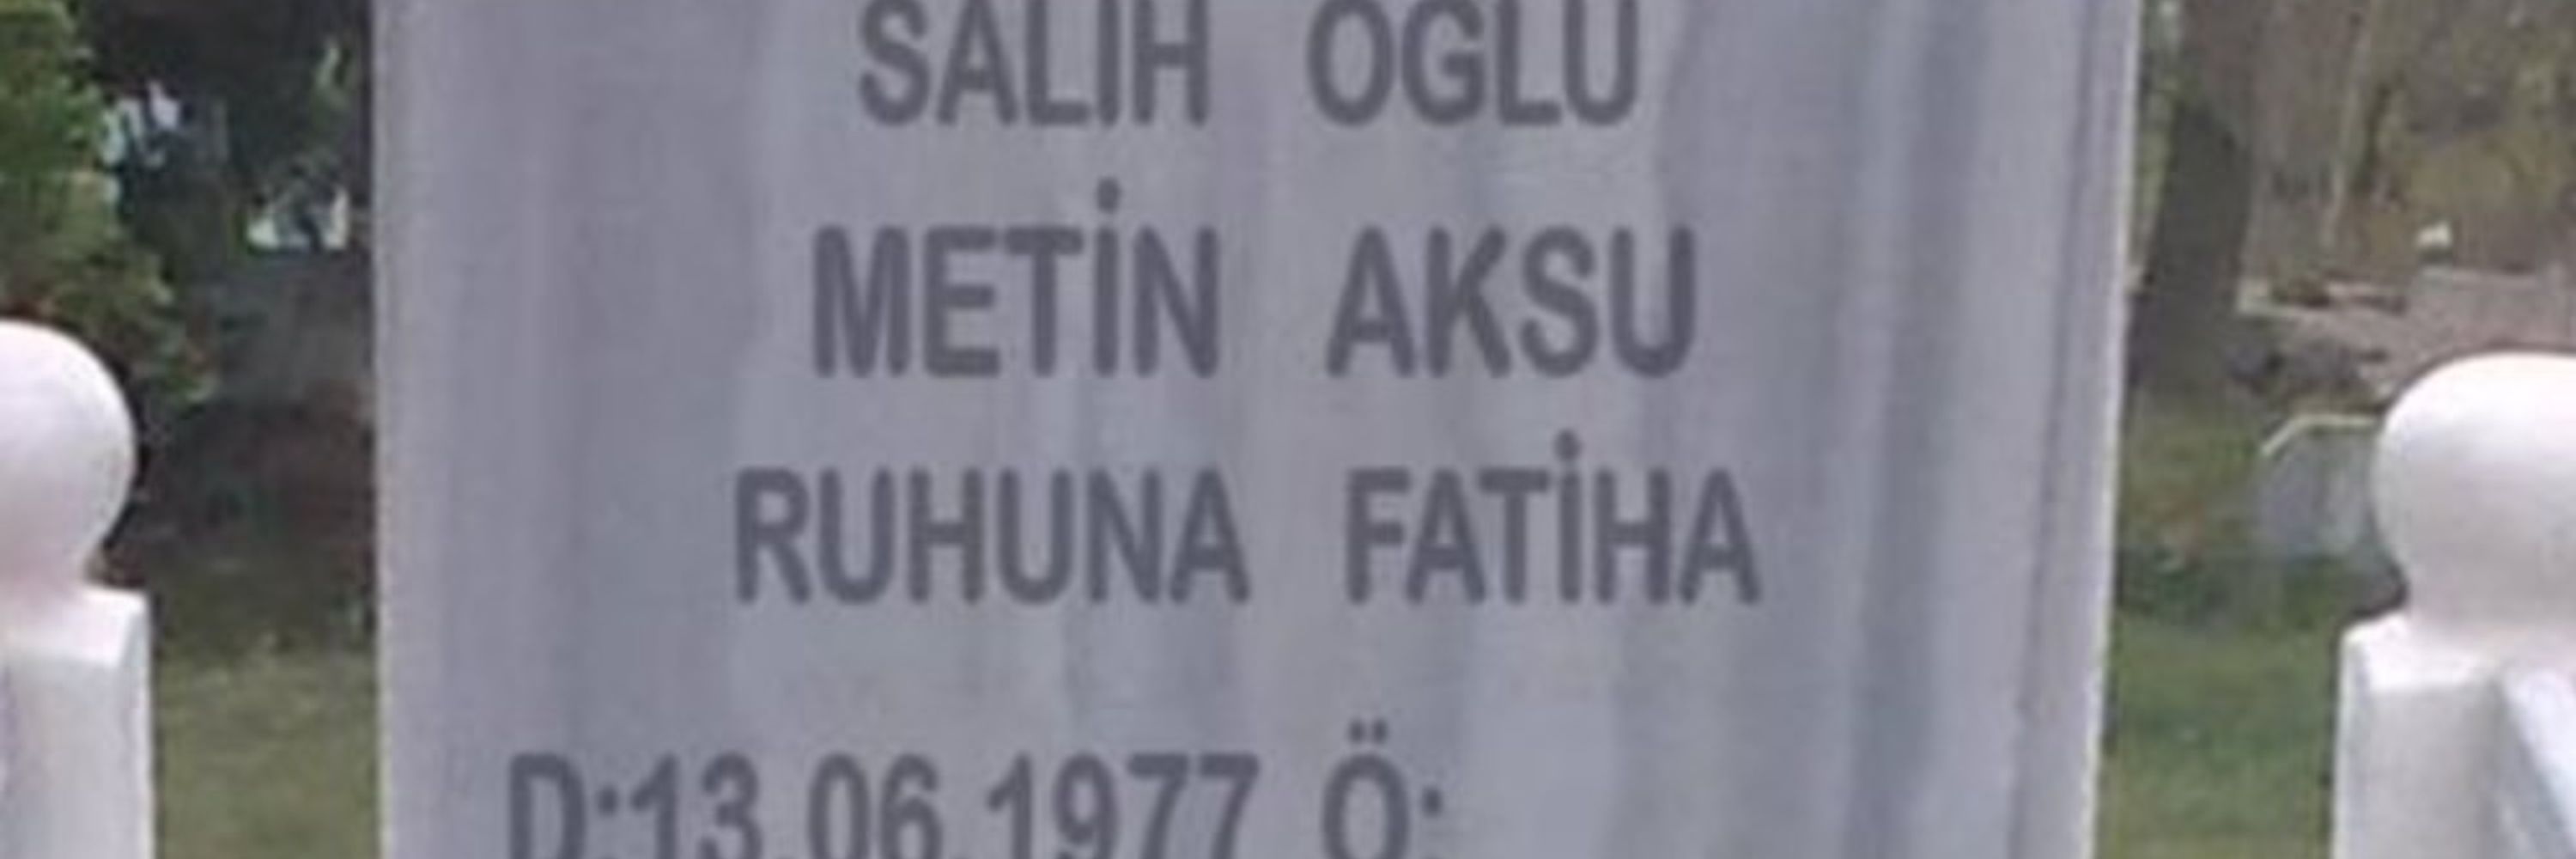 SALİH OĞLU
METİN AKSU
RUHUNA FATİHA
D:13.06.1977 Ö: